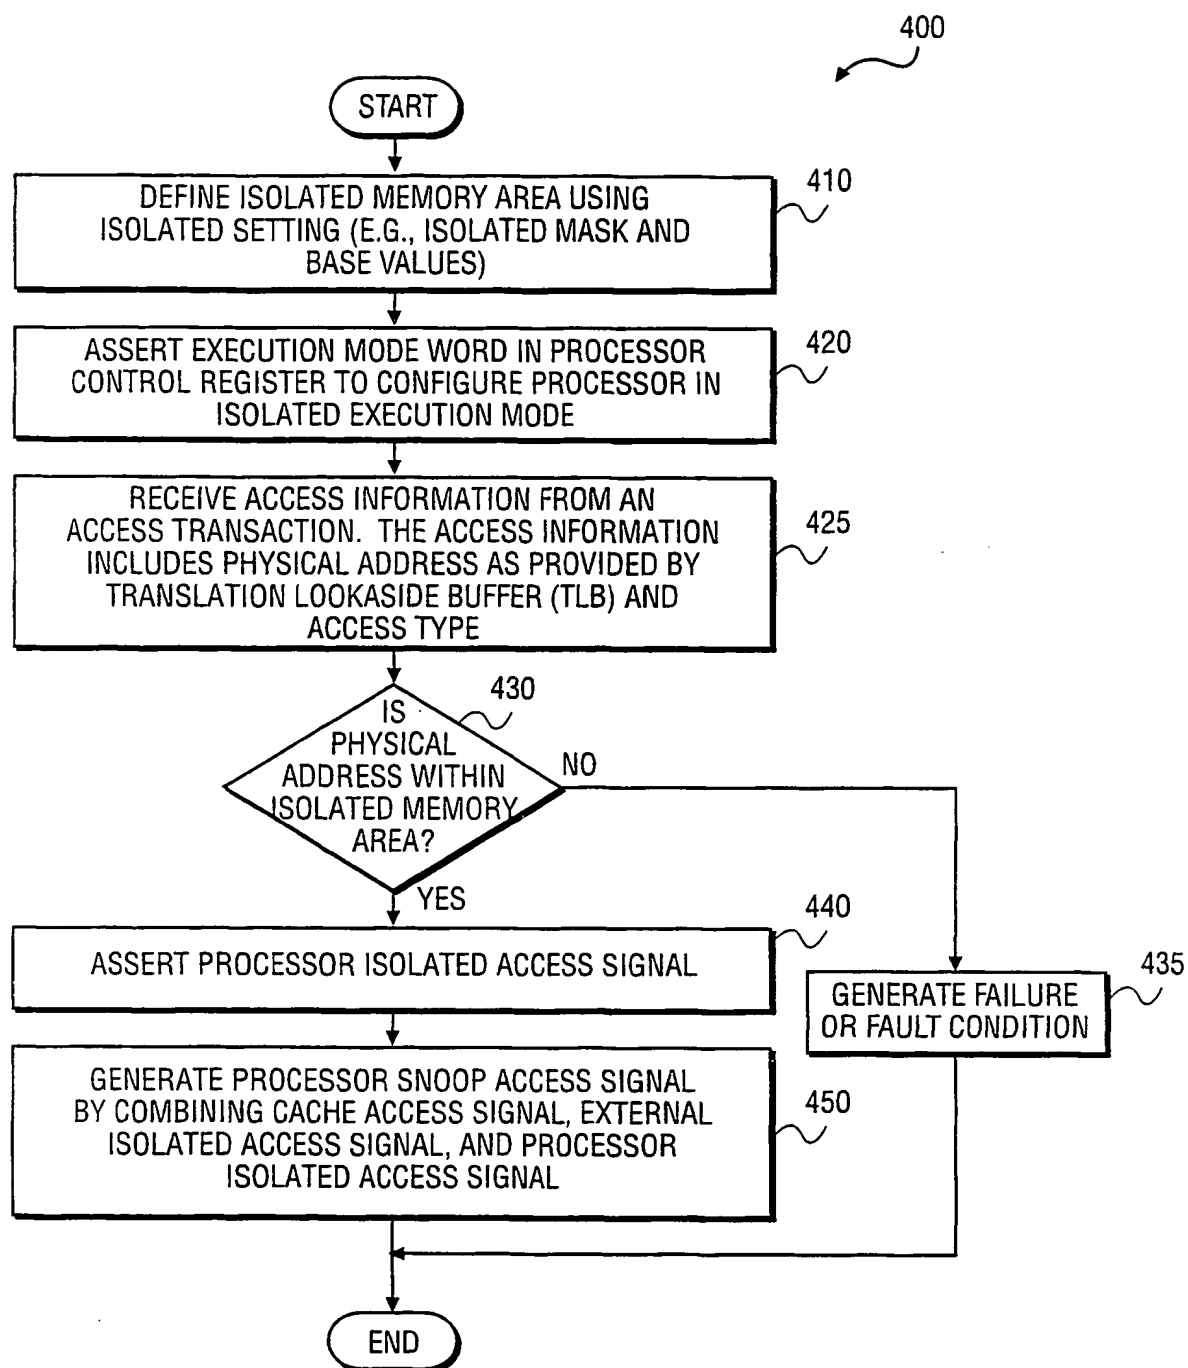 400
START
DEFINE ISOLATED MEMORY AREA USING
ISOLATED SETTING (E.G., ISOLATED MASK AND
BASE VALUES)
410
ASSERT EXECUTION MODE WORD IN PROCESSOR
CONTROL REGISTER TO CONFIGURE PROCESSOR IN
ISOLATED EXECUTION MODE
420
RECEIVE ACCESS INFORMATION FROM AN
ACCESS TRANSACTION. THE ACCESS INFORMATION
INCLUDES PHYSICAL ADDRESS AS PROVIDED BY
TRANSLATION LOOKASIDE BUFFER (TLB) AND
ACCESS TYPE
425
430
IS
PHYSICAL
ADDRESS WITHIN
ISOLATED MEMORY
AREA?
NO
YES
440
ASSERT PROCESSOR ISOLATED ACCESS SIGNAL
435
GENERATE FAILURE
OR FAULT CONDITION
GENERATE PROCESSOR SNOOP ACCESS SIGNAL
BY COMBINING CACHE ACCESS SIGNAL, EXTERNAL
ISOLATED ACCESS SIGNAL, AND PROCESSOR
ISOLATED ACCESS SIGNAL
450
END